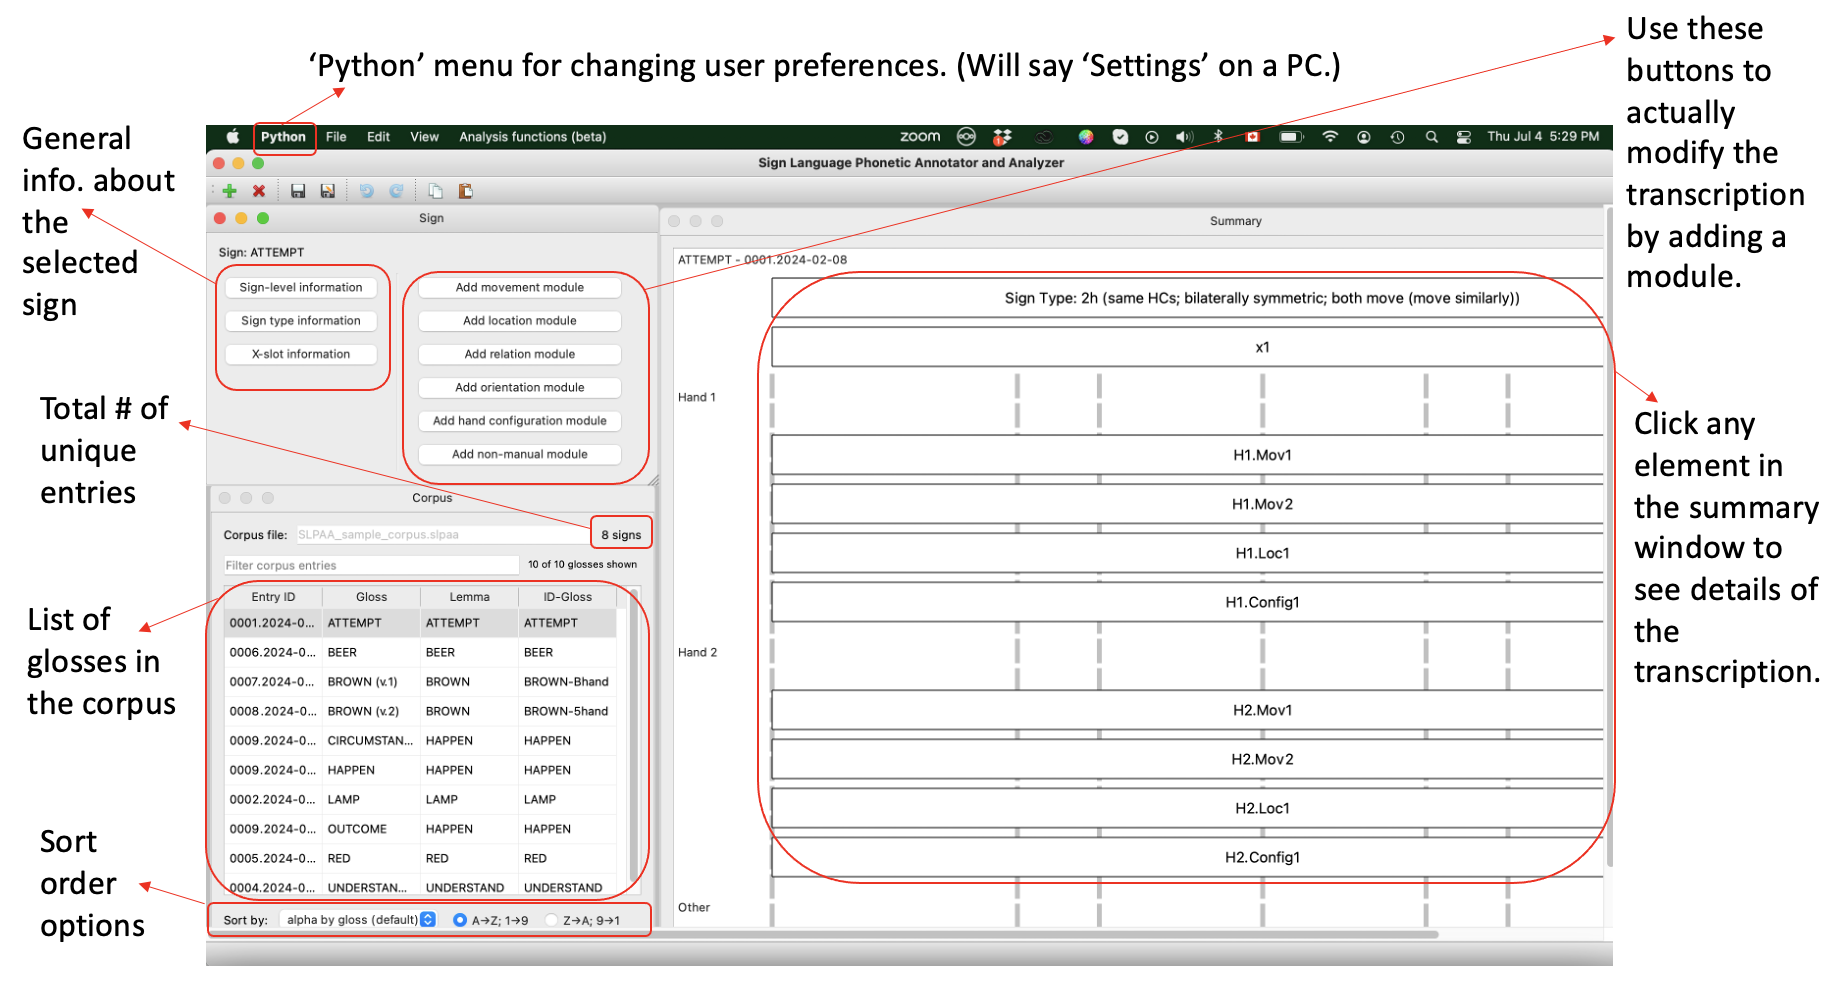 ‘Python’ menu for changing user preferences. (Will say ‘Settings’ on a PC.)
Use these
buttons to
actually
modify the
transcription
by adding a
module.
General
info. about
the
selected
sign
Python File Edit View Analysis functions (beta)
zoom
Thu Jul 4 5:29 PM
Sign Language Phonetic Annotator and Analyzer
Sign
Sign: ATTEMPT
Sign-level information
Sign type information
X-slot information
Add movement module
Add location module
Add relation module
Add orientation module
Add hand configuration module
Add non-manual module
Total # of
unique
entries
Corpus
Corpus file: SLPAA_sample_corpus.slpaa 8 signs
Filter corpus entries 10 of 10 glosses shown
Entry ID Gloss Lemma ID-Gloss
0001.2024-0... ATTEMPT ATTEMPT ATTEMPT
0006.2024-0... BEER BEER BEER
0007.2024-0... BROWN (v.1) BROWN BROWN-Bhand
0008.2024-0... BROWN (v.2) BROWN BROWN-5hand
0009.2024-0... CIRCUMSTAN... HAPPEN HAPPEN
0009.2024-0... HAPPEN HAPPEN HAPPEN
0002.2024-0... LAMP LAMP LAMP
0009.2024-0... OUTCOME HAPPEN HAPPEN
0005.2024-0... RED RED RED
0004.2024-0... UNDERSTAN... UNDERSTAND UNDERSTAND
Sort by: alpha by gloss (default) A→Z; 1→9 Z→A; 9→1
List of
glosses in
the corpus
Sort
order
options
Summary
ATTEMPT - 0001.2024-02-08
Sign Type: 2h (same HCs; bilaterally symmetric; both move (move similarly))
x1
Hand 1
H1.Mov1
H1.Mov2
H1.Loc1
H1.Config1
Hand 2
H2.Mov1
H2.Mov2
H2.Loc1
H2.Config1
Other
Click any
element in
the summary
window to
see details of
the
transcription.